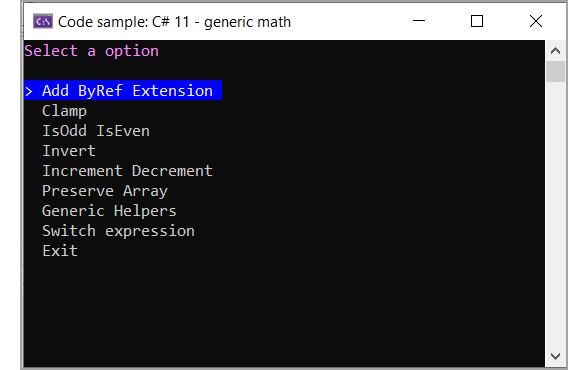 Code sample: C# 11 - generic math
Select a option
> Add ByRef Extension
Clamp
IsOdd IsEven
Invert
Increment Decrement
Preserve Array
Generic Helpers
Switch expression
Exit